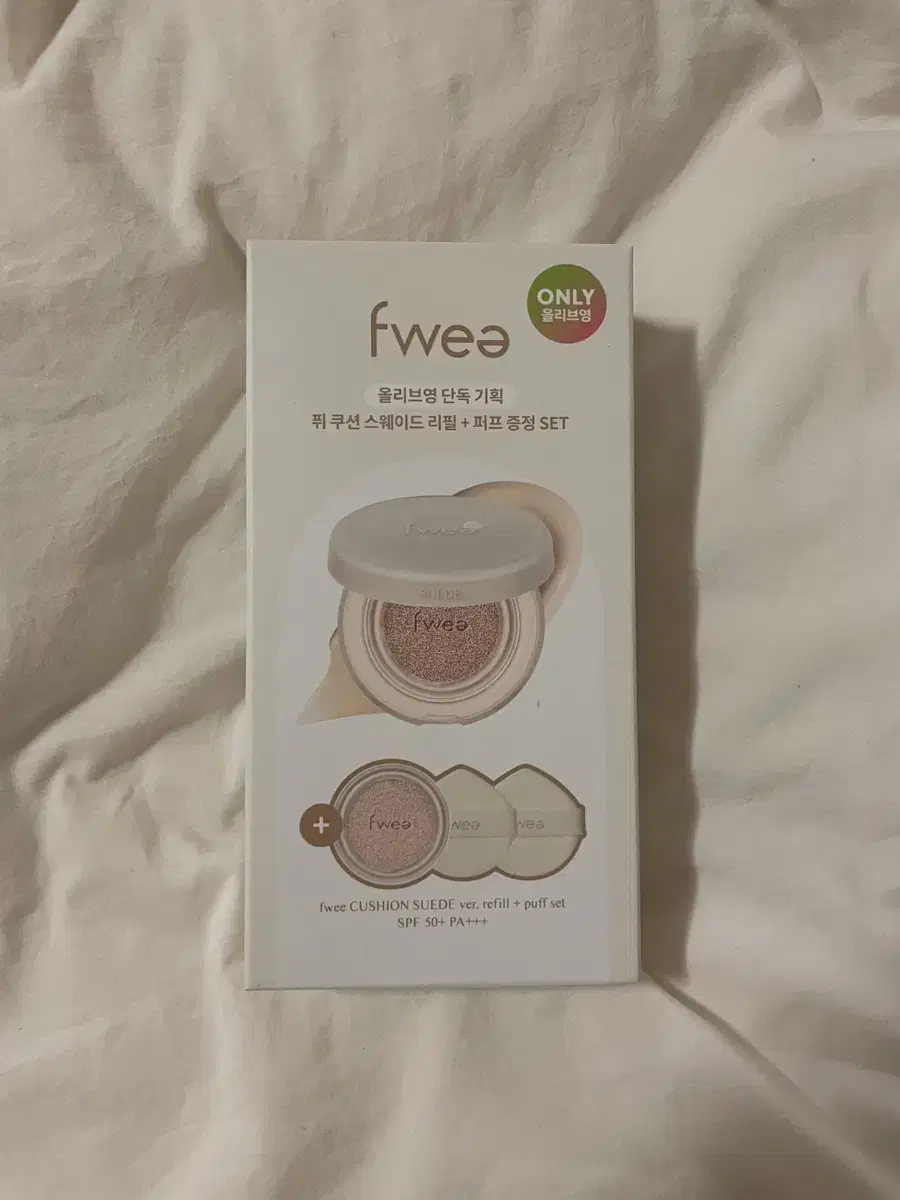 fwee
ONLY
올리브영
올리브영 단독 기획
퓌 쿠션 스웨이드 리필 + 퍼프 증정 SET
fwee
SUEDE
fwee
+
fwee
wee
wee
fwee CUSHION SUEDE ver. refill + puff set
SPF 50+ PA+++